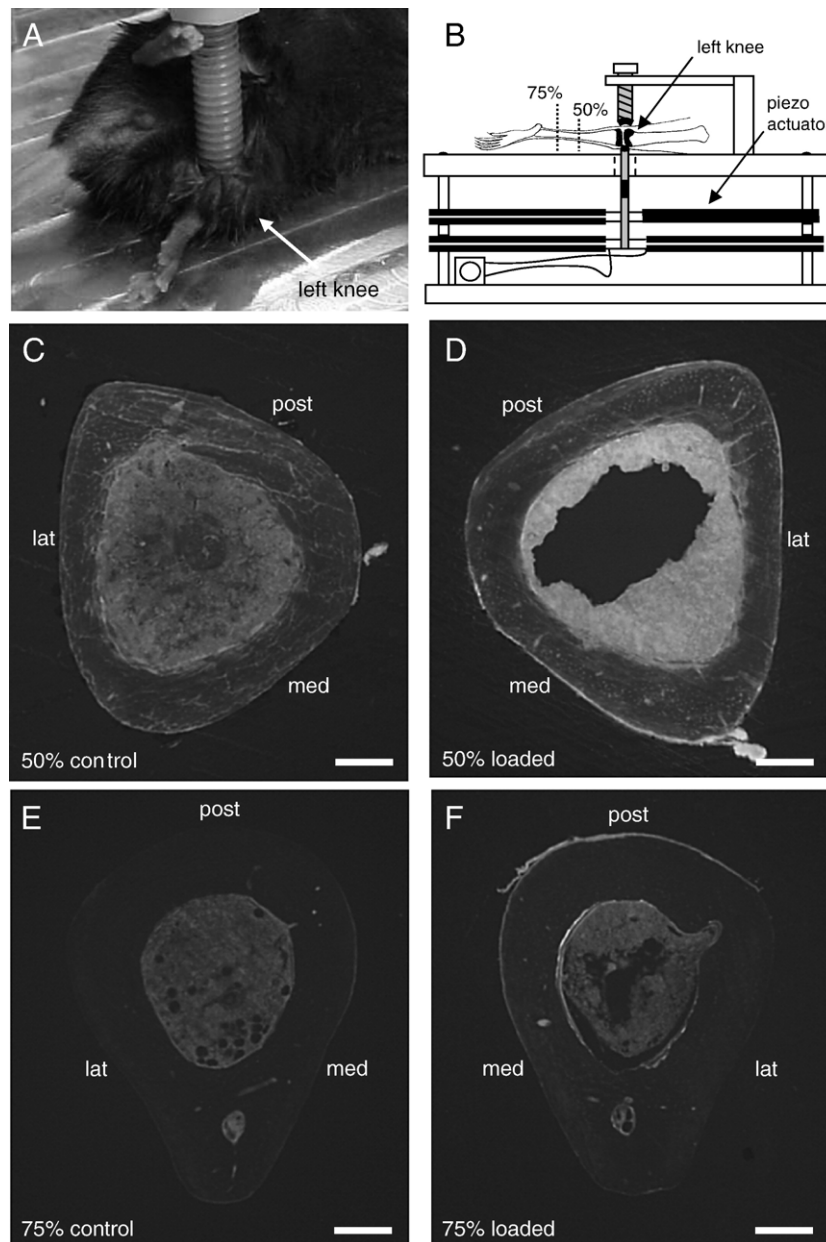 A
left knee
B
left knee
75%
50%
piezo
actuator
C
post
lat
med
50% control
D
post
lat
med
50% loaded
E
post
lat
med
75% control
F
post
med
lat
75% loaded